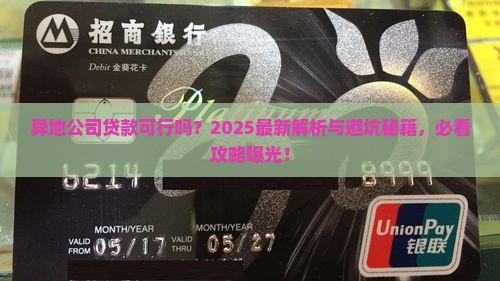 招商银行
CHINA MERCHANTS
Debit 金葵花卡
异地公司贷款可行吗？2025最新解析与避坑秘籍，必看
攻略曝光！
6214 8999
MONTH/YEAR MONTH/YEAR
VALID FROM 05/17 VALID THRU 05/27
UnionPay
银联